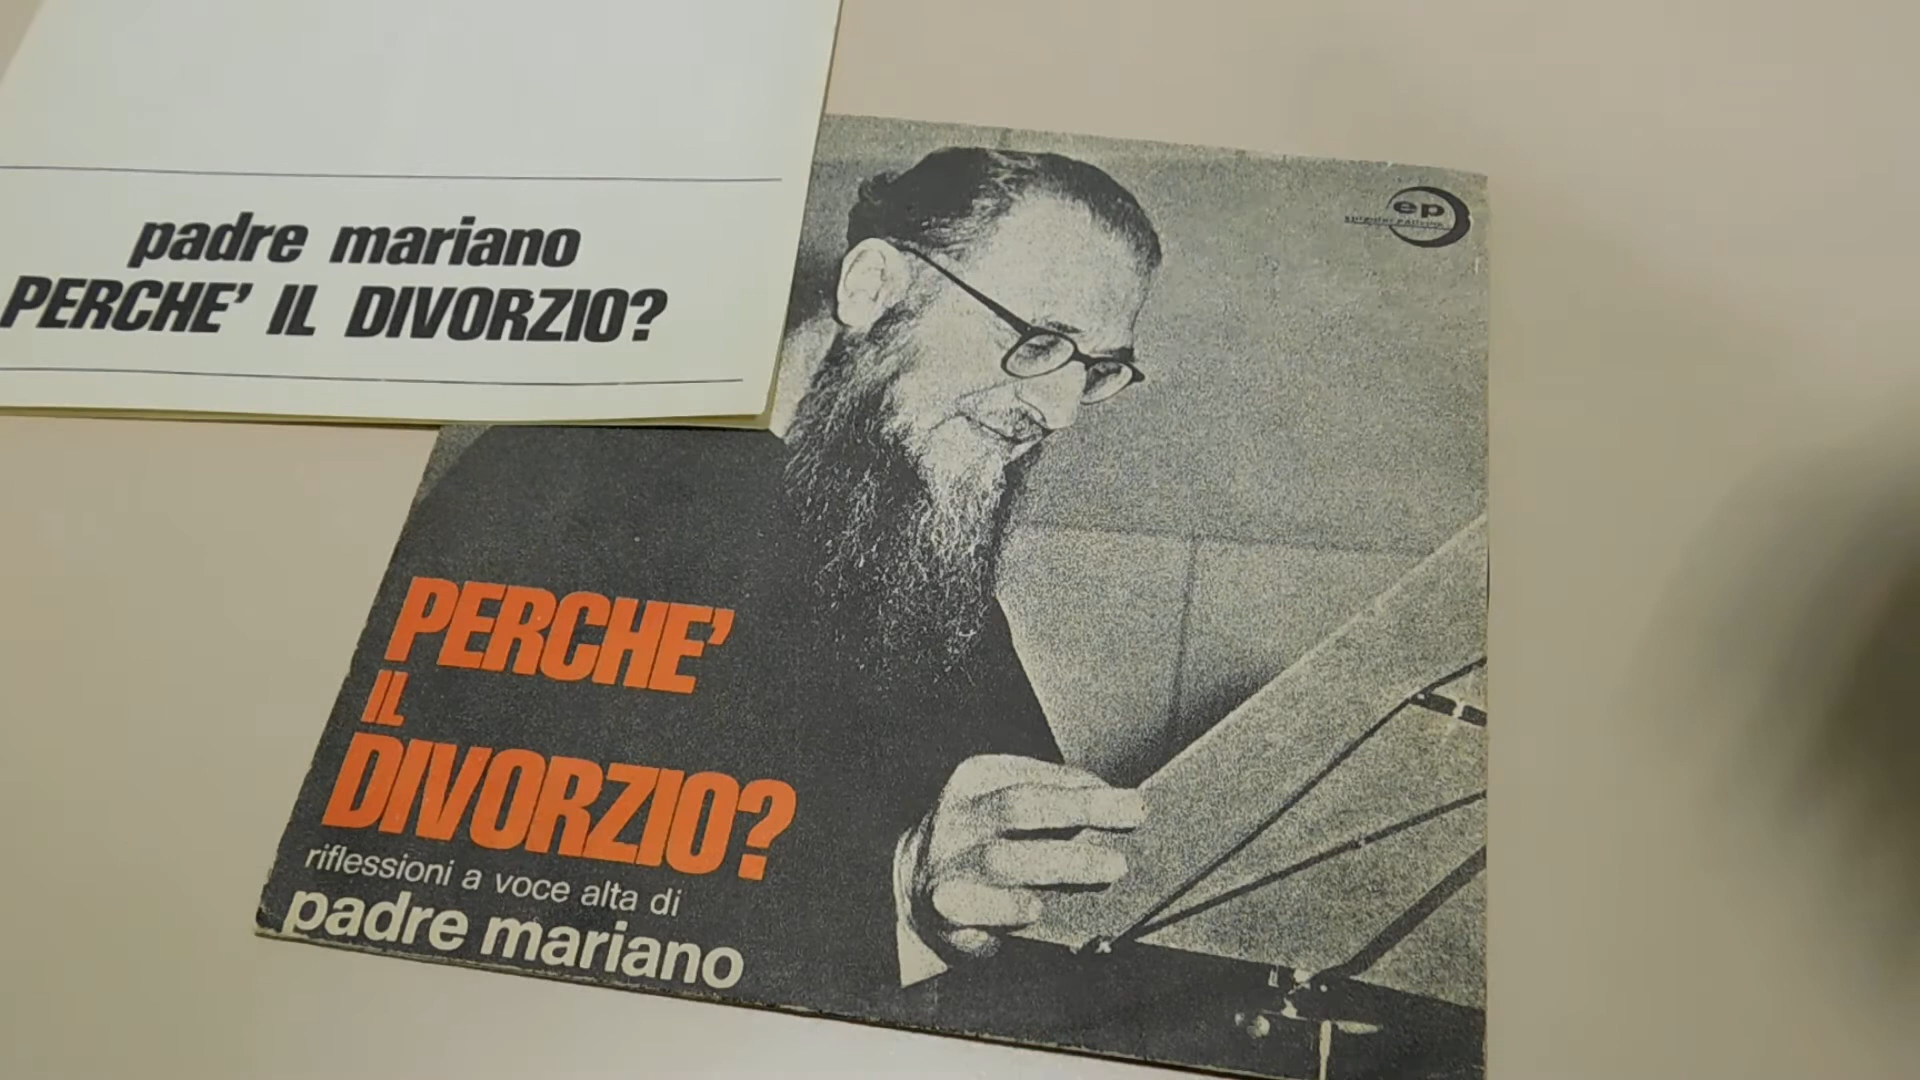 padre mariano
PERCHE' IL DIVORZIO?
ep
PERCHE'
IL
DIVORZIO?
riflessioni a voce alta di
padre mariano